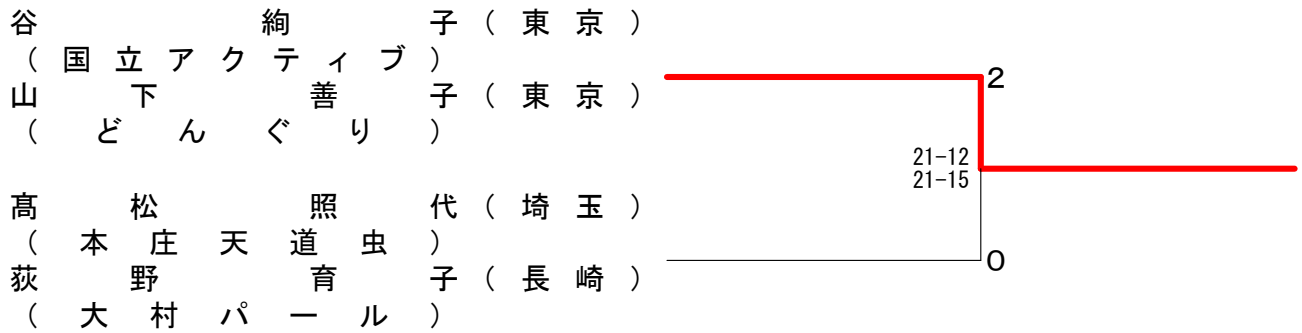 谷絢子(東京)
(国立アクティブ)
山下善子(東京)
(どんぐり)
2
21-12
21-15
髙松照代(埼玉)
(本庄天道虫)
荻野育子(長崎)
(大村パール)
0